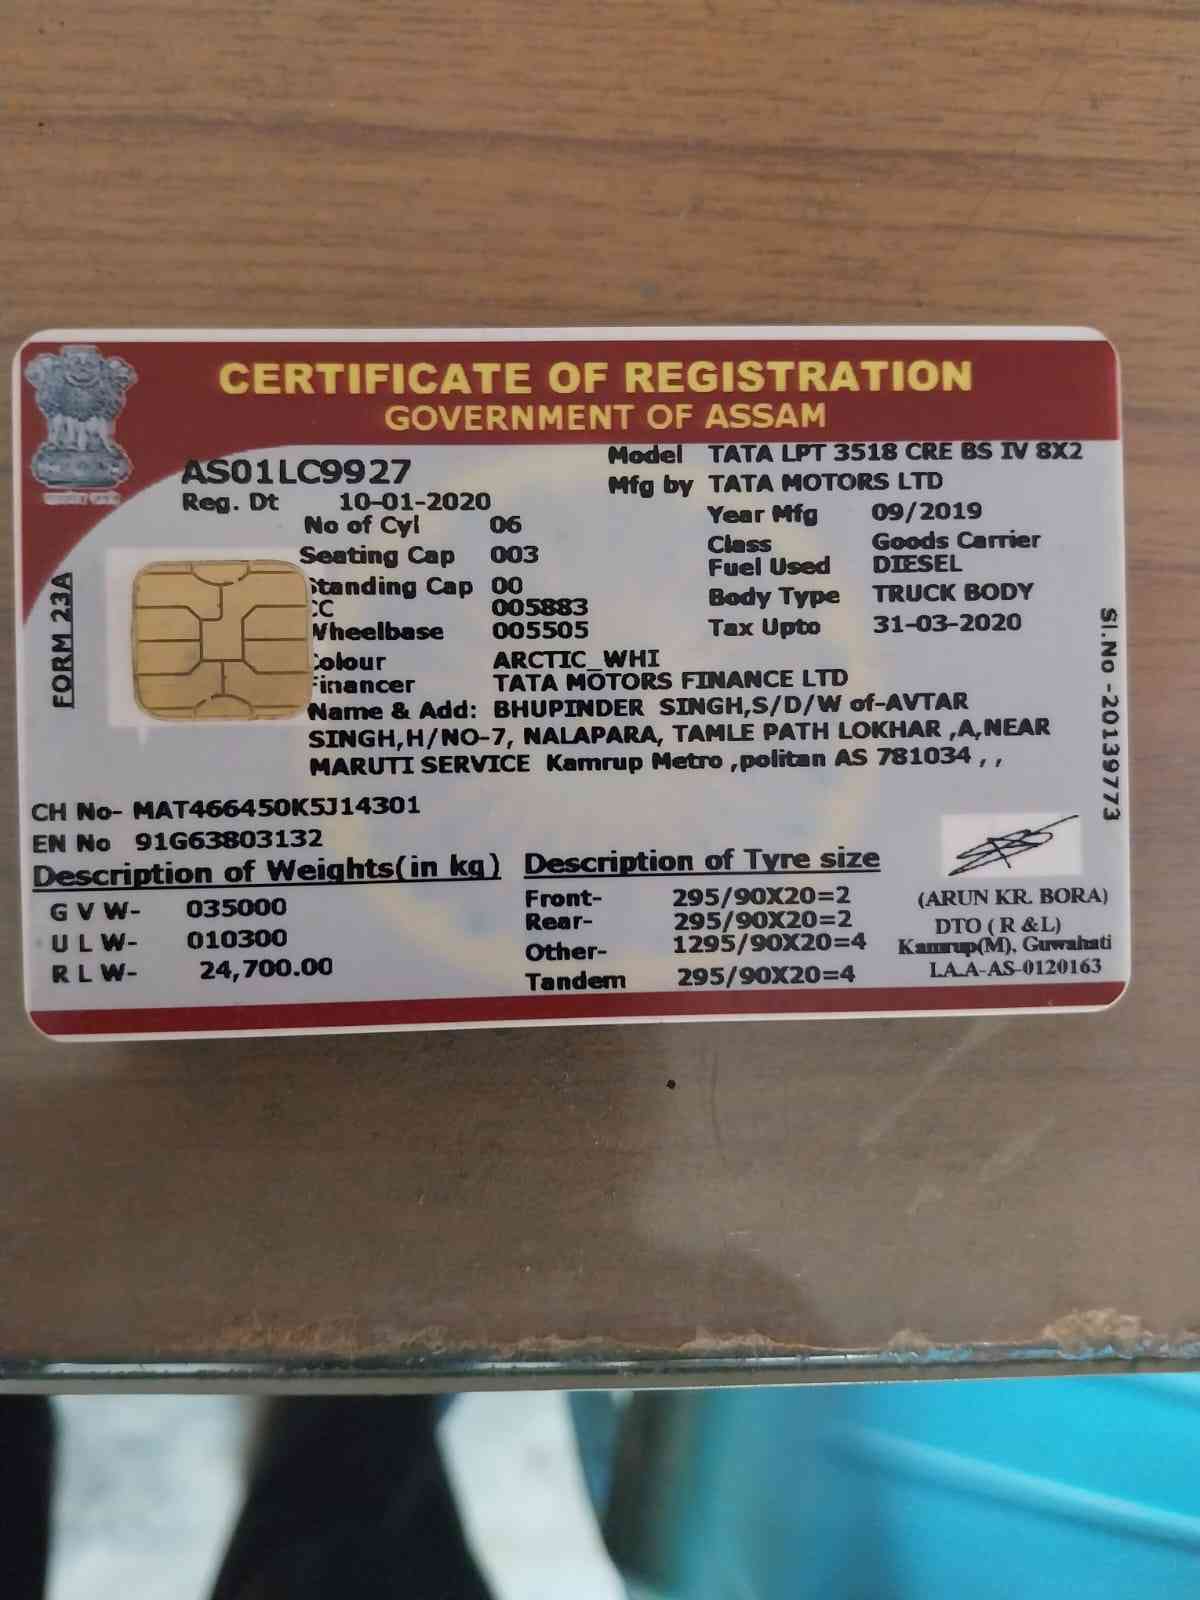 CERTIFICATE OF REGISTRATION
GOVERNMENT OF ASSAM
AS01LC9927
Reg. Dt 10-01-2020
Model TATA LPT 3518 CRE BS IV 8X2
Mfg by TATA MOTORS LTD
No of Cyl 06
Year Mfg 09/2019
Seating Cap 003
Class Goods Carrier
Fuel Used DIESEL
Standing Cap 00
Body Type TRUCK BODY
CC 005883
Wheelbase 005505
Tax Upto 31-03-2020
Colour ARCTIC_WHI
Financer TATA MOTORS FINANCE LTD
Name & Add: BHUPINDER SINGH,S/D/W of-AVTAR
SINGH,H/NO-7, NALAPARA, TAMLE PATH LOKHAR ,A,NEAR
MARUTI SERVICE Kamrup Metro ,politan AS 781034 , ,
FORM 23A
Sl.No -20139773
CH No- MAT466450K5J14301
EN No 91G63803132
Description of Weights(in kg)
G V W- 035000
U L W- 010300
R L W- 24,700.00
Description of Tyre size
Front- 295/90X20=2
Rear- 295/90X20=2
Other- 1295/90X20=4
Tandem 295/90X20=4
(ARUN KR. BORA)
DTO ( R &L)
Kamrup(M), Guwahati
I.A.A-AS-0120163